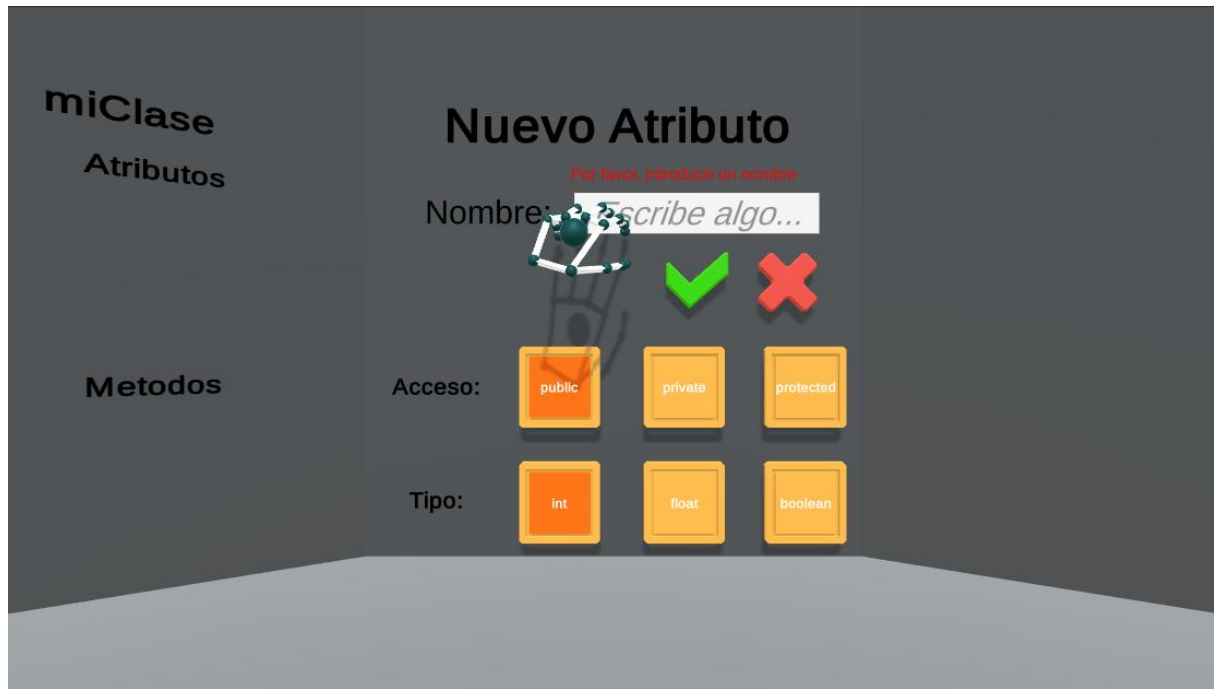 miClase
Atributos
Metodos
Nuevo Atributo
Por favor, introduce un nombre
Nombre: Escribe algo...
Acceso: public private protected
Tipo: int float boolean